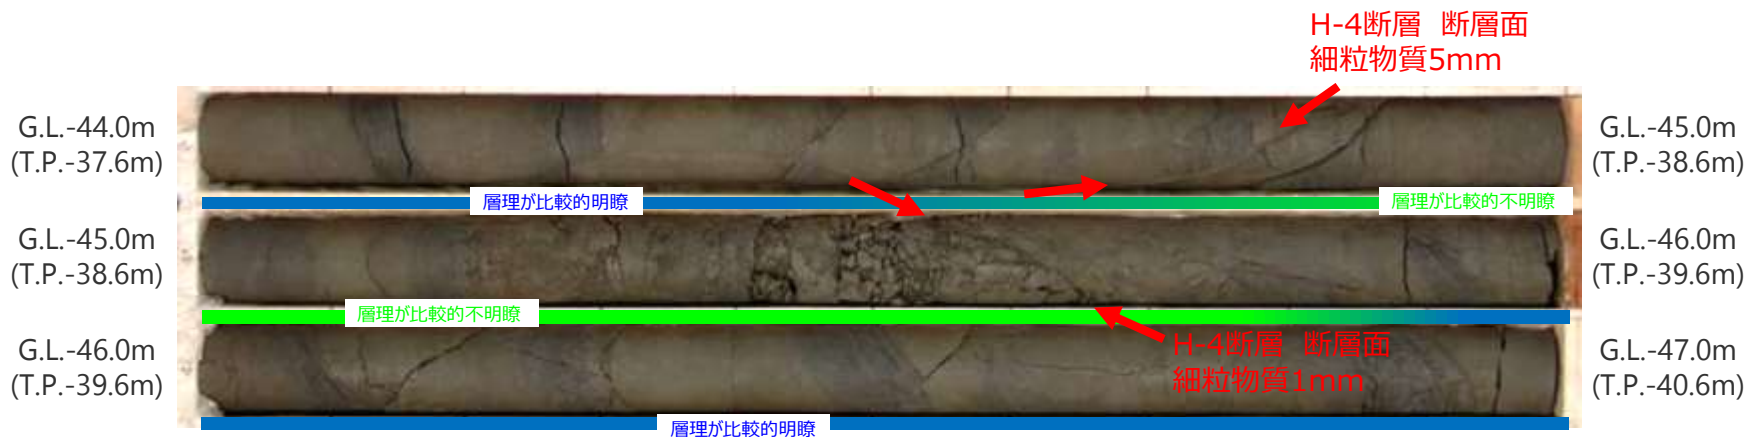 H-4断層 断層面
細粒物質5mm
G.L.-44.0m
(T.P.-37.6m)
G.L.-45.0m
(T.P.-38.6m)
層理が比較的明瞭
層理が比較的不明瞭
G.L.-45.0m
(T.P.-38.6m)
G.L.-46.0m
(T.P.-39.6m)
層理が比較的不明瞭
H-4断層 断層面
細粒物質1mm
G.L.-46.0m
(T.P.-39.6m)
G.L.-47.0m
(T.P.-40.6m)
層理が比較的明瞭